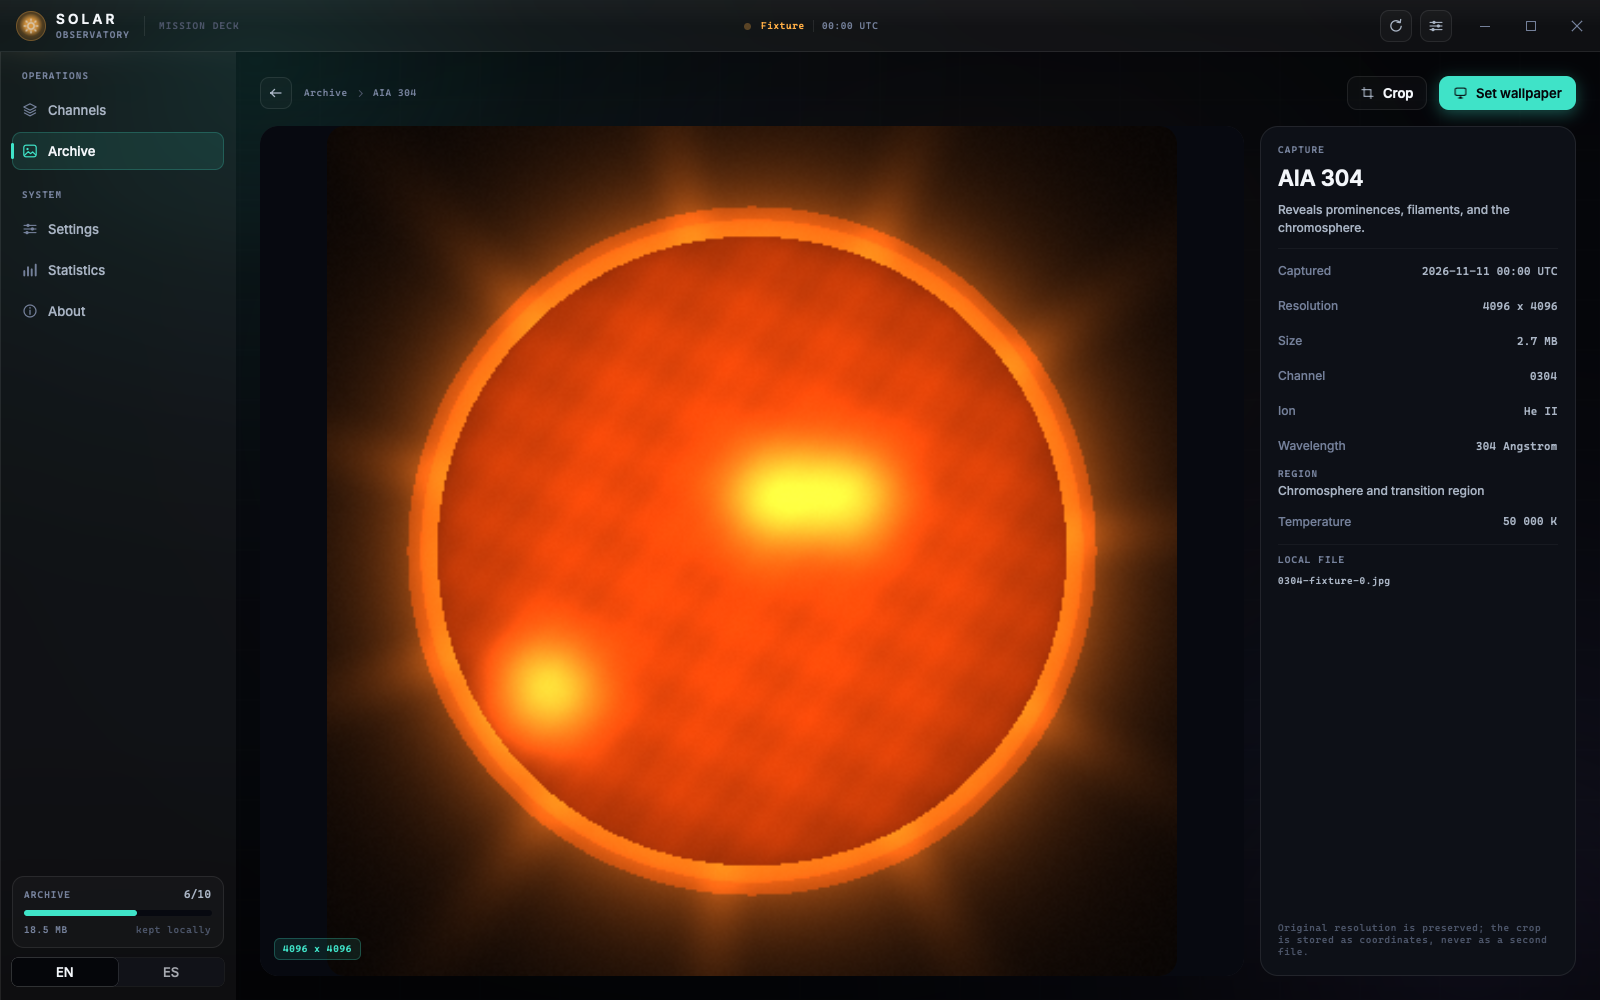 SOLAR
OBSERVATORY
MISSION DECK
Fixture
00:00 UTC
OPERATIONS
Channels
Archive
SYSTEM
Settings
Statistics
About
ARCHIVE 6/10
18.5 MB kept locally
EN ES
Archive > AIA 304
Crop
Set wallpaper
4096 x 4096
CAPTURE
AIA 304
Reveals prominences, filaments, and the
chromosphere.
Captured 2026-11-11 00:00 UTC
Resolution 4096 x 4096
Size 2.7 MB
Channel 0304
Ion He II
Wavelength 304 Angstrom
REGION
Chromosphere and transition region
Temperature 50 000 K
LOCAL FILE
0304-fixture-0.jpg
Original resolution is preserved; the crop
is stored as coordinates, never as a second
file.